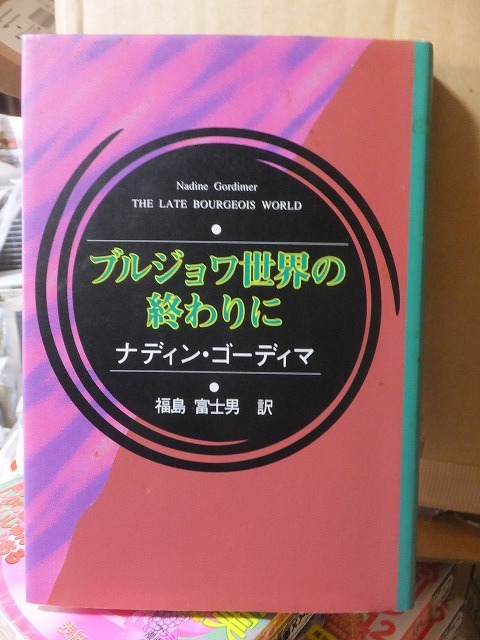 Nadine Gordimer
THE LATE BOURGEOIS WORLD
ブルジョワ世界の
終わりに
ナディン・ゴーディマ
福島 富士男 訳